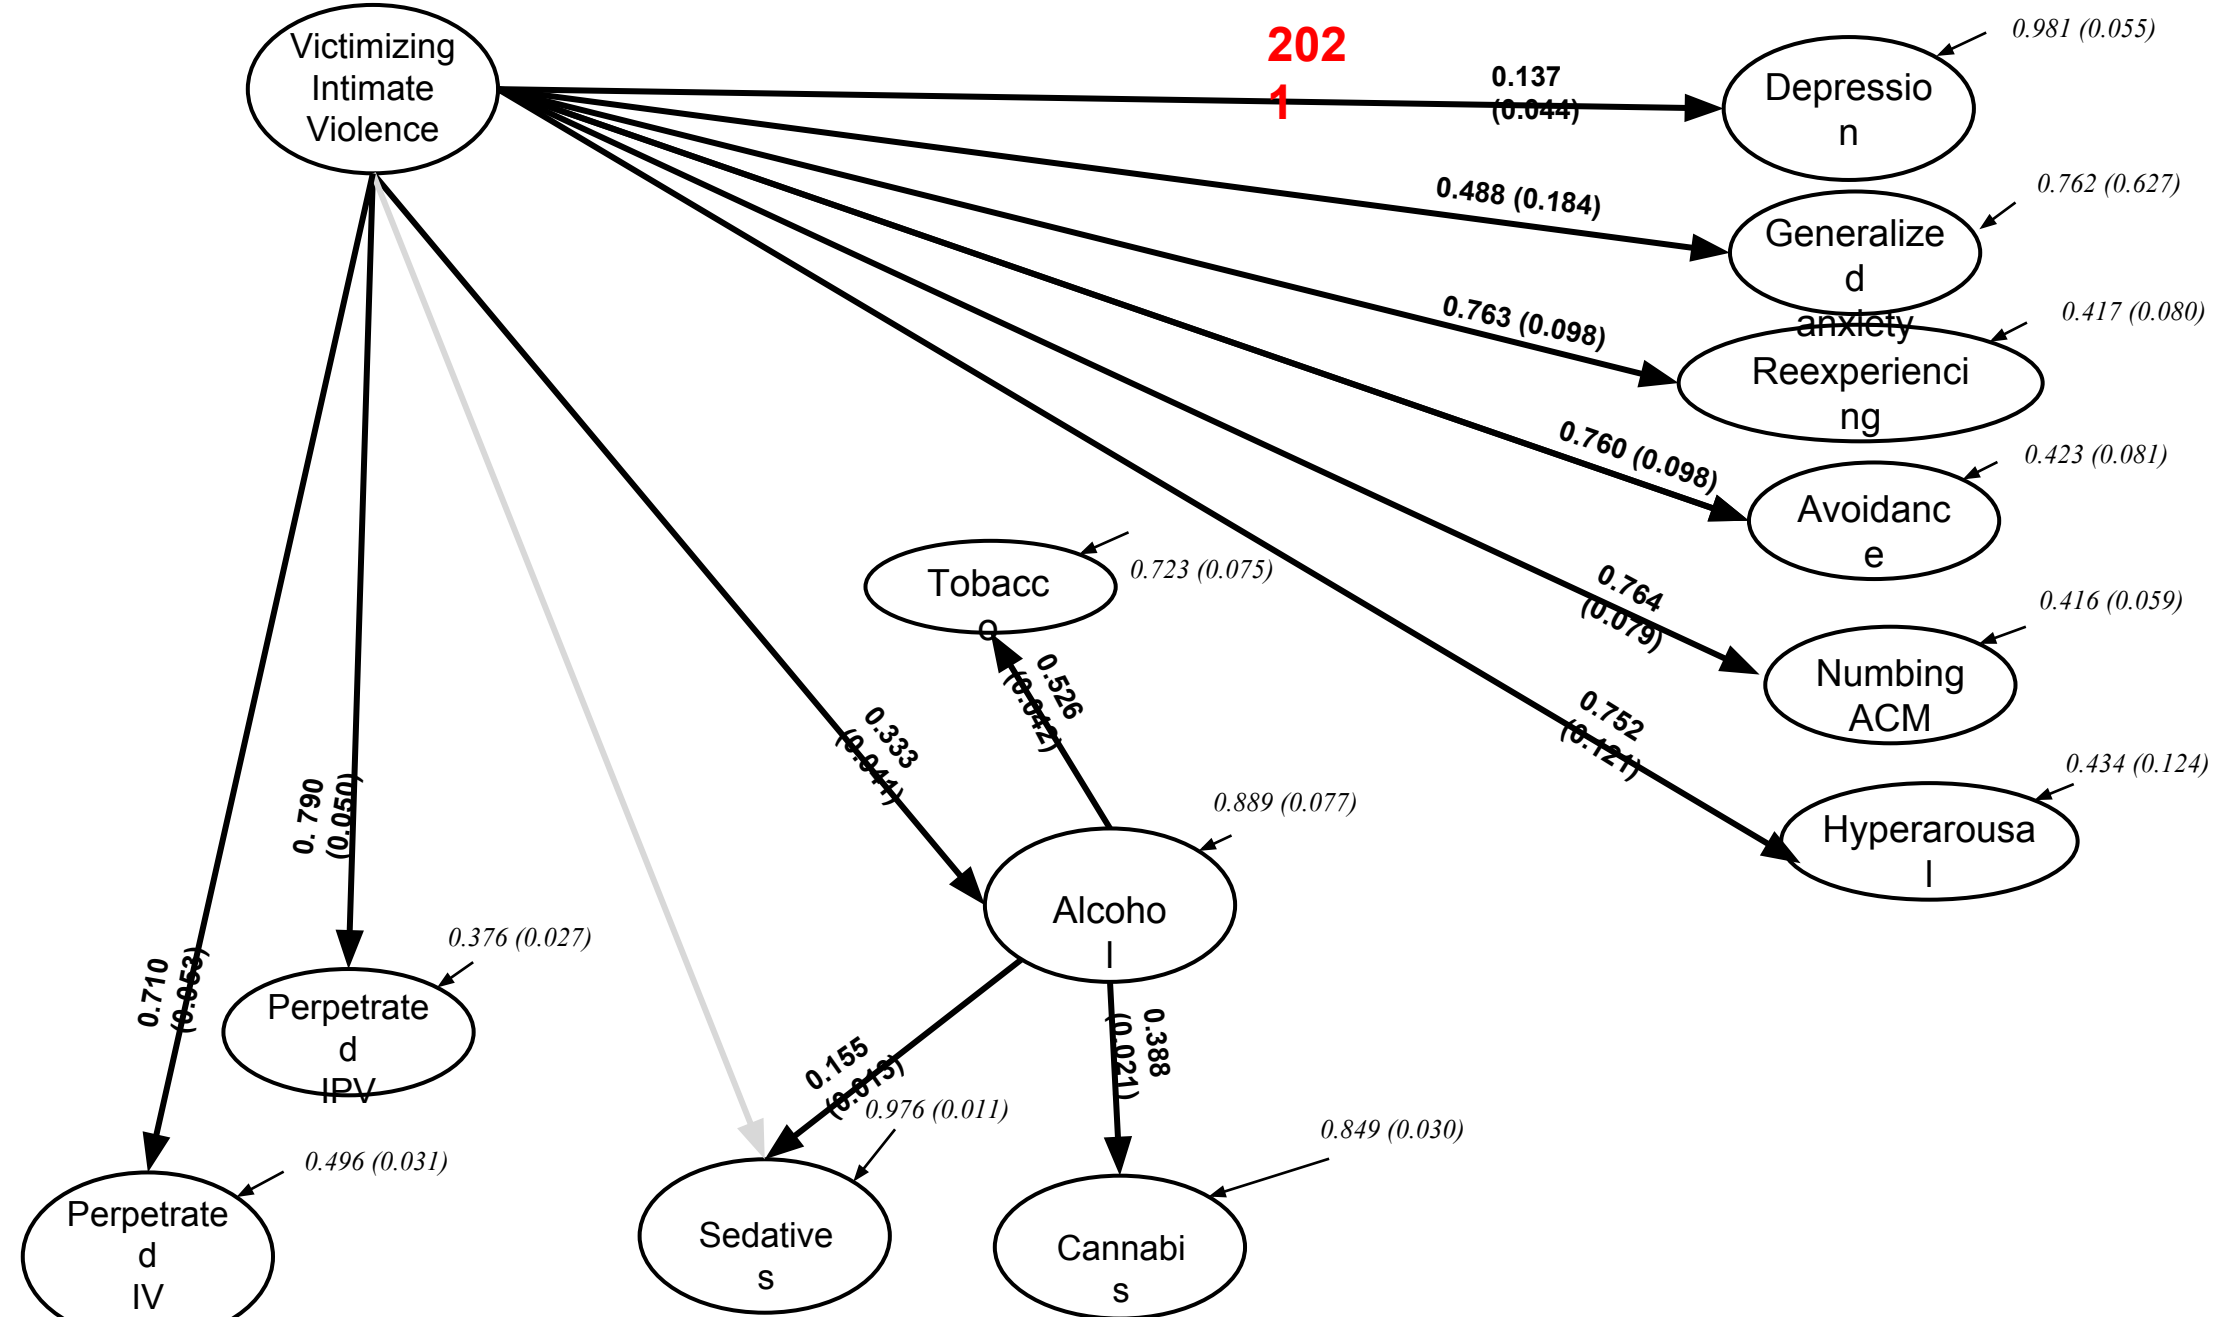 Victimizing
Intimate
Violence
202
1
0.137
(0.044)
0.981 (0.055)
Depressio
n
0.488 (0.184)
0.762 (0.627)
Generalize
d
anxiety
0.763 (0.098)
0.417 (0.080)
Reexperienci
ng
0.760 (0.098)
0.423 (0.081)
Avoidanc
e
0.764
(0.079)
0.416 (0.059)
Numbing
ACM
0.752
(0.121)
0.434 (0.124)
Hyperarousa
l
Tobacc
o
0.723 (0.075)
0.526
(0.042)
0.333
(0.041)
0.889 (0.077)
Alcoho
l
0. 790
(0.050)
0.376 (0.027)
Perpetrate
d
IPV
0.710
(0.053)
0.496 (0.031)
Perpetrate
d
IV
0.155
(0.013)
0.976 (0.011)
Sedative
s
0.388
(0.021)
0.849 (0.030)
Cannabi
s